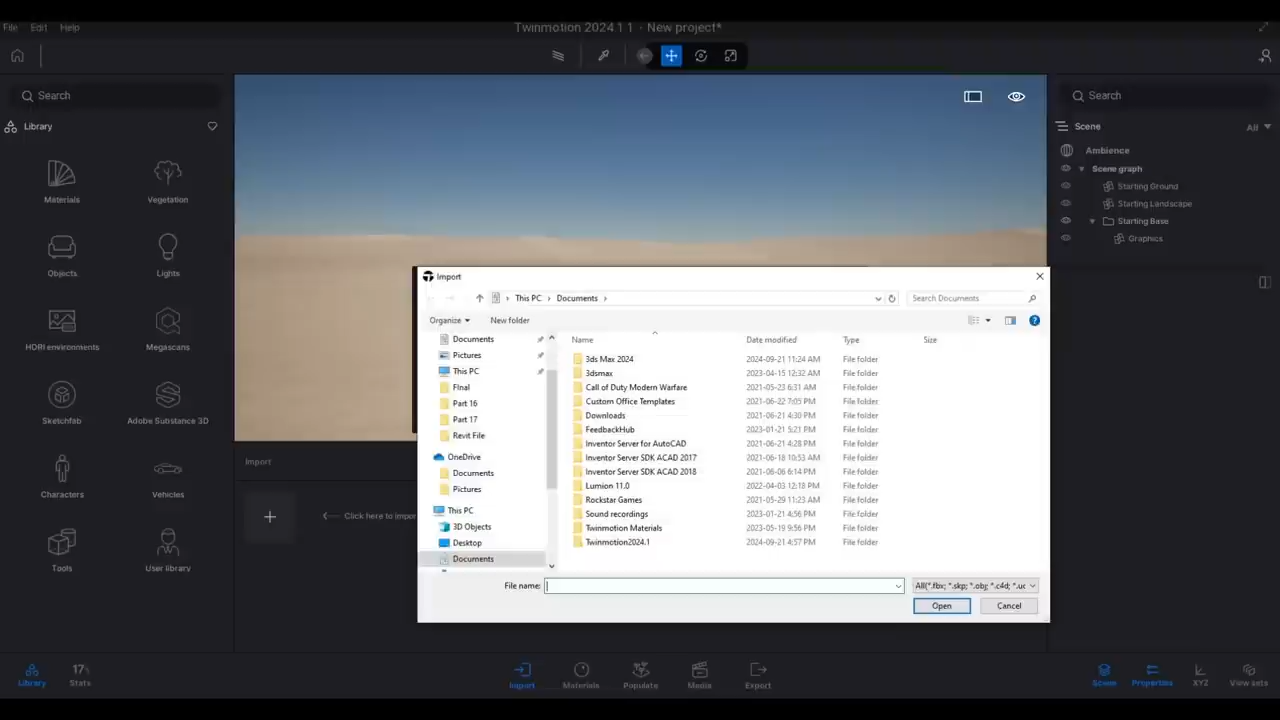 Twinmotion 2024.1 1 · New project*
File Edit Help
Search
Library
Materials Vegetation
Objects Lights
HDRI environments Megascans
Sketchfab Adobe Substance 3D
Characters Vehicles
Tools User library
Search
Scene All
Ambience
Scene graph
Starting Ground
Starting Landscape
Starting Base
Graphics
Import
Click here to impor
Import
This PC Documents
Search Documents
Organize New folder
Documents
Pictures
This PC
FInal
Part 16
Part 17
Revit File
OneDrive
Documents
Pictures
This PC
3D Objects
Desktop
Documents
Name Date modified Type Size
3ds Max 2024 2024-09-21 11:24 AM File folder
3dsmax 2023-04-15 12:32 AM File folder
Call of Duty Modern Warfare 2021-05-23 6:31 AM File folder
Custom Office Templates 2021-06-22 7:05 PM File folder
Downloads 2021-06-21 4:30 PM File folder
FeedbackHub 2023-01-21 5:21 PM File folder
Inventor Server for AutoCAD 2021-06-21 4:28 PM File folder
Inventor Server SDK ACAD 2017 2021-06-18 10:53 AM File folder
Inventor Server SDK ACAD 2018 2021-06-06 6:14 PM File folder
Lumion 11.0 2022-04-03 12:18 PM File folder
Rockstar Games 2021-05-29 11:23 AM File folder
Sound recordings 2023-01-21 4:56 PM File folder
Twinmotion Materials 2023-05-19 9:56 PM File folder
Twinmotion2024.1 2024-09-21 4:57 PM File folder
File name: All(*.fbx; *.skp; *.obj; *.c4d; *.uc
Open Cancel
Library Stats Import Materials Populate Media Export Scene Properties XYZ View sets